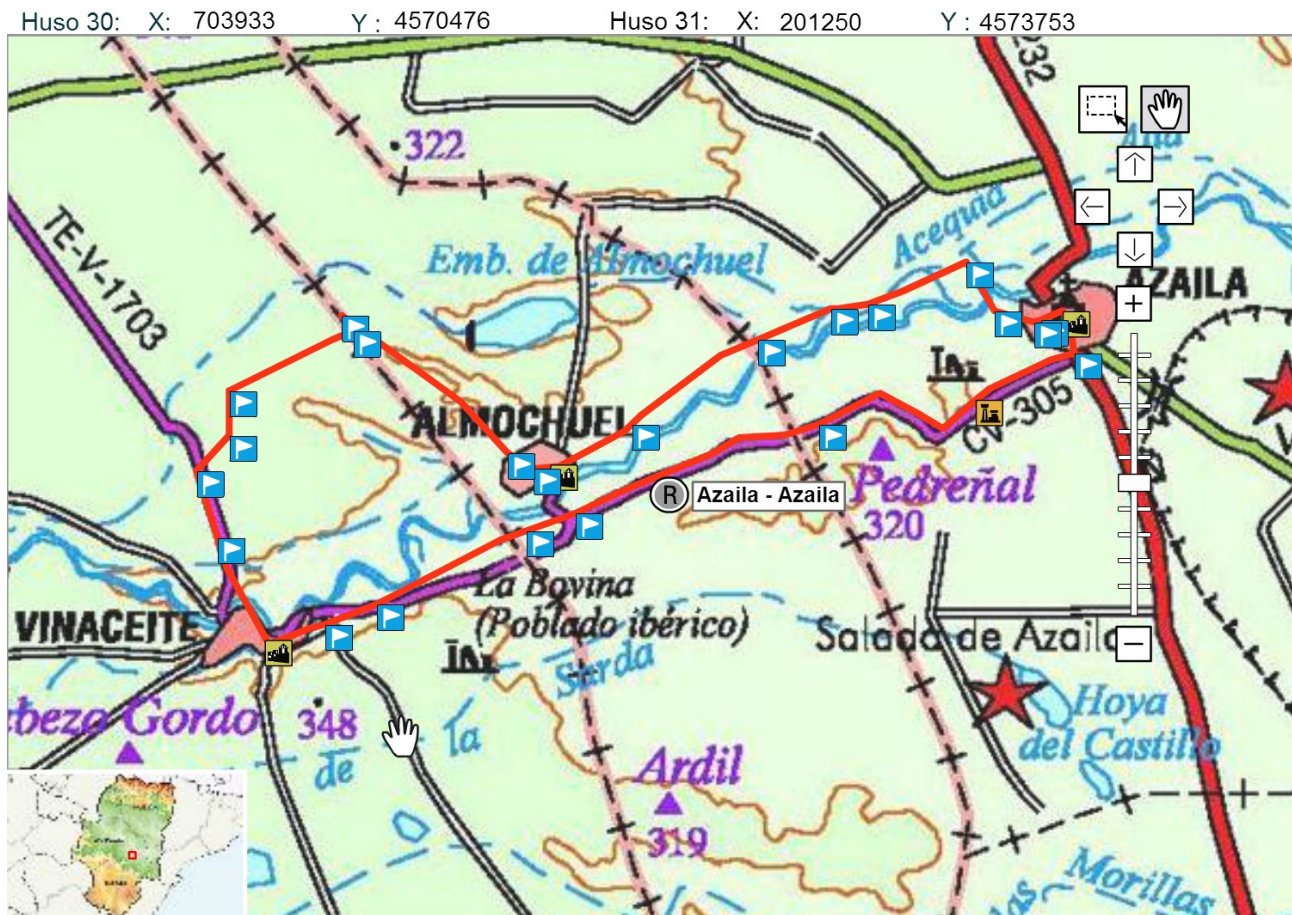 Huso 30: X: 703933 Y : 4570476 Huso 31: X: 201250 Y : 4573753
232
322
TE-V-1703
Acequia
Alta
Emb. de Almochuel
AZAILA
ALMOCHUEL
CV-305
R Azaila - Azaila
Pedreñal
320
La Bovina
(Poblado ibérico)
VINACEITE
Salada de Azaila
Sarda
bezo Gordo
348
de
la
Hoya
del Castillo
Ardil
319
Morillas